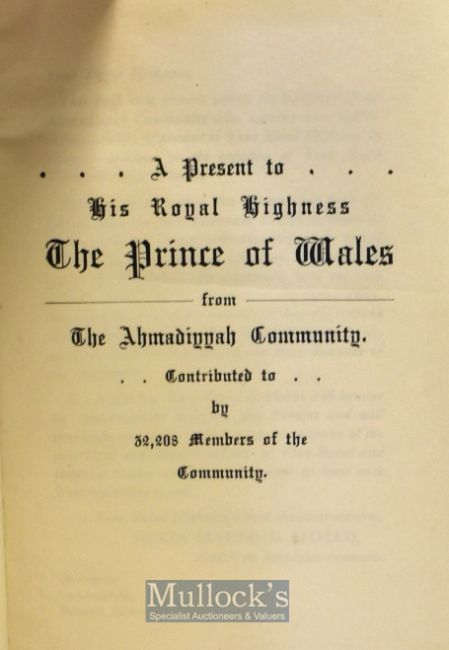 . . . A Present to . . .
His Royal Highness
The Prince of Wales
from
The Ahmadiyyah Community.
. . Contributed to . .
by
32,208 Members of the
Community.
Mullock's
Specialist Auctioneers & Valuers